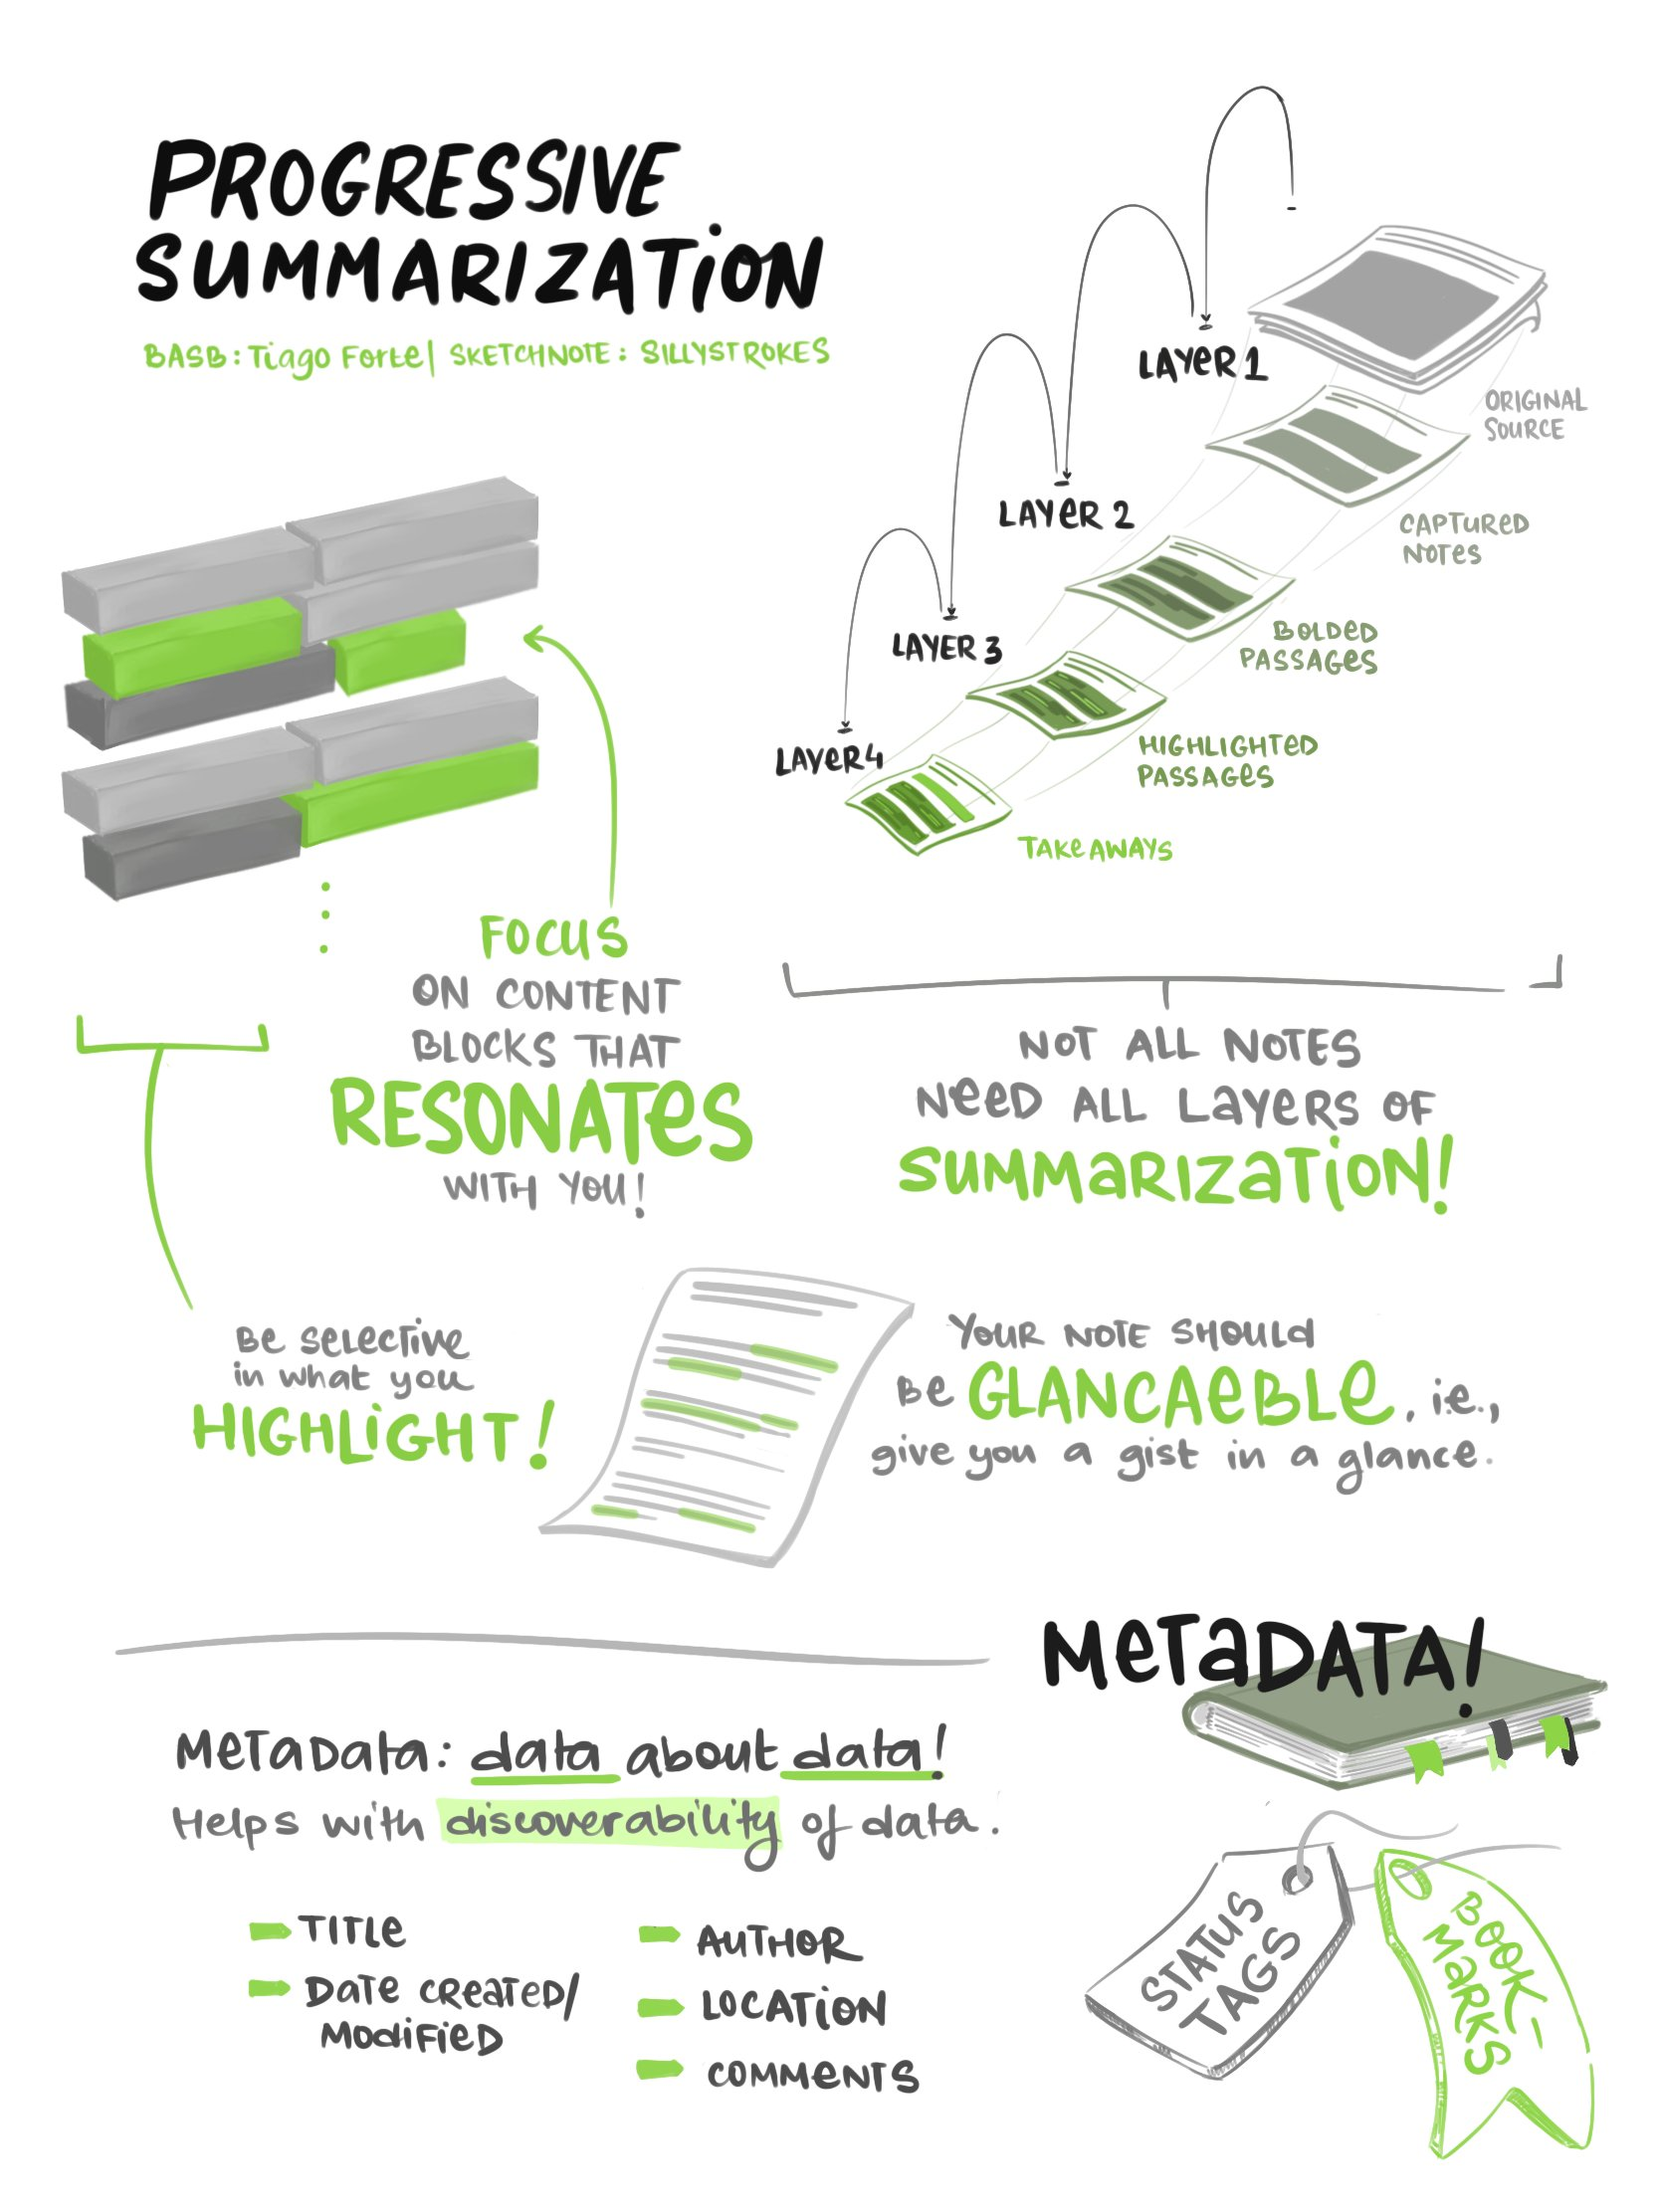 PROGRESSIVE
SUMMARIZATION
BASB: Tiago Forte | SKETCHNOTE: SILLYSTROKES
LAYER 1
ORIGINAL
SOURCE
LAYER 2
CAPTURED
NOTES
LAYER 3
BOLDED
PASSAGES
LAYER 4
HIGHLIGHTED
PASSAGES
TAKEAWAYS
FOCUS
ON CONTENT
BLOCKS THAT
RESONATES
WITH YOU!
NOT ALL NOTES
NEED ALL LAYERS OF
SUMMARIZATION!
BE SELECTIVE
in what you
HIGHLIGHT!
YOUR NOTE SHOULD
BE GLANCAEBLE, i.e.,
give you a gist in a glance.
METADATA!
METADATA: data about data!
Helps with discoverability of data.
TITLE
DATE CREATED/
MODIFIED
AUTHOR
LOCATION
COMMENTS
STATUS
TAGS
BOOK-
MARKS